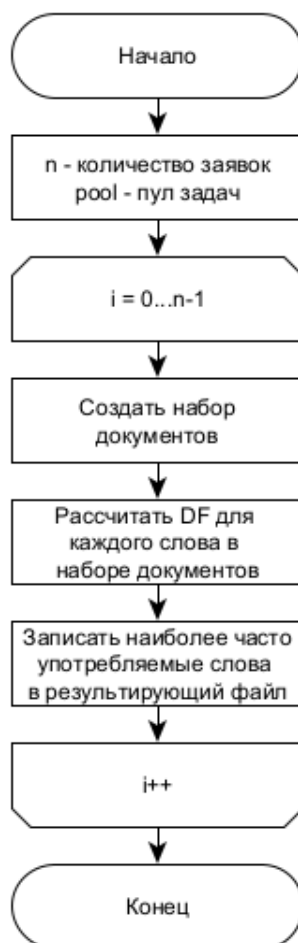 Начало
n - количество заявок
pool - пул задач
i = 0...n-1
Создать набор
документов
Рассчитать DF для
каждого слова в
наборе документов
Записать наиболее часто
употребляемые слова
в результирующий файл
i++
Конец